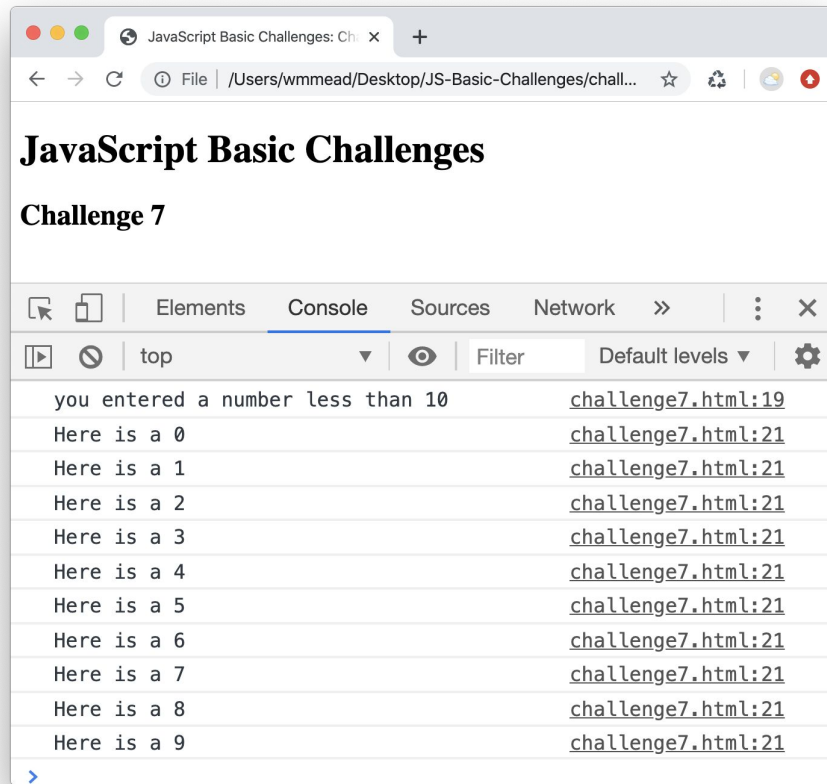 JavaScript Basic Challenges: Ch
File /Users/wmmead/Desktop/JS-Basic-Challenges/chall...
JavaScript Basic Challenges
Challenge 7
Elements Console Sources Network
top Filter Default levels
you entered a number less than 10 challenge7.html:19
Here is a 0 challenge7.html:21
Here is a 1 challenge7.html:21
Here is a 2 challenge7.html:21
Here is a 3 challenge7.html:21
Here is a 4 challenge7.html:21
Here is a 5 challenge7.html:21
Here is a 6 challenge7.html:21
Here is a 7 challenge7.html:21
Here is a 8 challenge7.html:21
Here is a 9 challenge7.html:21